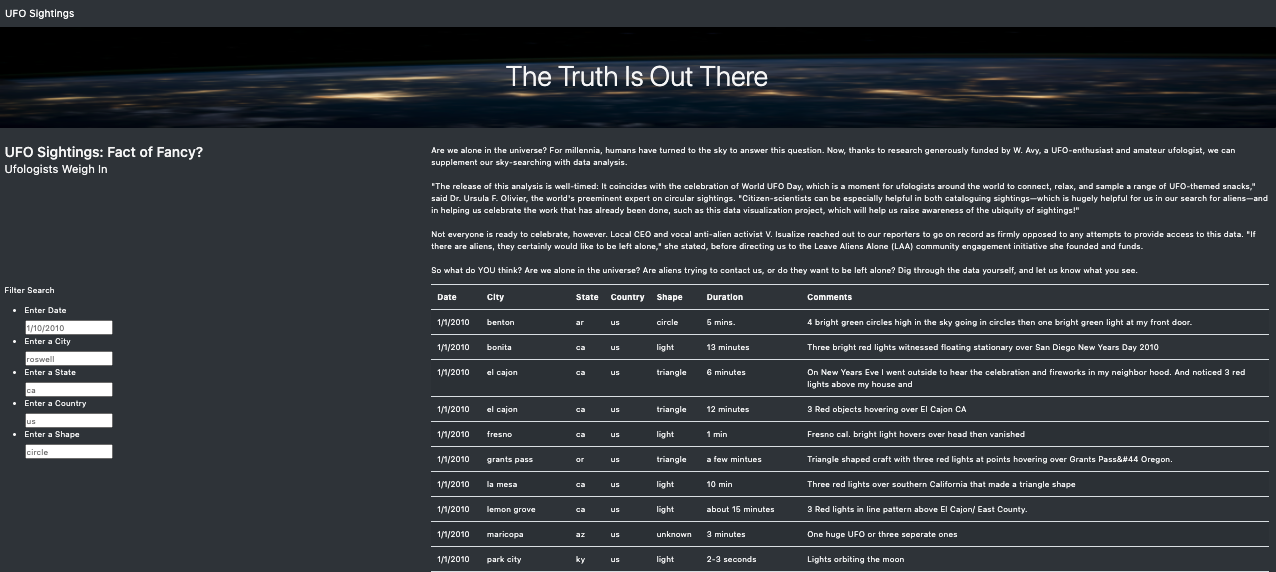 UFO Sightings
The Truth Is Out There
UFO Sightings: Fact of Fancy?
Ufologists Weigh In
Are we alone in the universe? For millennia, humans have turned to the sky to answer this question. Now, thanks to research generously funded by W. Avy, a UFO-enthusiast and amateur ufologist, we can
supplement our sky-searching with data analysis.
"The release of this analysis is well-timed: It coincides with the celebration of World UFO Day, which is a moment for ufologists around the world to connect, relax, and sample a range of UFO-themed snacks,"
said Dr. Ursula F. Olivier, the world's preeminent expert on circular sightings. "Citizen-scientists can be especially helpful in both cataloguing sightings—which is hugely helpful for us in our search for aliens—and
in helping us celebrate the work that has already been done, such as this data visualization project, which will help us raise awareness of the ubiquity of sightings!"
Not everyone is ready to celebrate, however. Local CEO and vocal anti-alien activist V. Isualize reached out to our reporters to go on record as firmly opposed to any attempts to provide access to this data. "If
there are aliens, they certainly would like to be left alone," she stated, before directing us to the Leave Aliens Alone (LAA) community engagement initiative she founded and funds.
So what do YOU think? Are we alone in the universe? Are aliens trying to contact us, or do they want to be left alone? Dig through the data yourself, and let us know what you see.
Filter Search
Enter Date
1/10/2010
Enter a City
roswell
Enter a State
ca
Enter a Country
us
Enter a Shape
circle
Date City State Country Shape Duration Comments
1/1/2010 benton ar us circle 5 mins. 4 bright green circles high in the sky going in circles then one bright green light at my front door.
1/1/2010 bonita ca us light 13 minutes Three bright red lights witnessed floating stationary over San Diego New Years Day 2010
1/1/2010 el cajon ca us triangle 6 minutes On New Years Eve I went outside to hear the celebration and fireworks in my neighbor hood. And noticed 3 red
lights above my house and
1/1/2010 el cajon ca us triangle 12 minutes 3 Red objects hovering over El Cajon CA
1/1/2010 fresno ca us light 1 min Fresno cal. bright light hovers over head then vanished
1/1/2010 grants pass or us triangle a few mintues Triangle shaped craft with three red lights at points hovering over Grants Pass&#44 Oregon.
1/1/2010 la mesa ca us light 10 min Three red lights over southern California that made a triangle shape
1/1/2010 lemon grove ca us light about 15 minutes 3 Red lights in line pattern above El Cajon/ East County.
1/1/2010 maricopa az us unknown 3 minutes One huge UFO or three seperate ones
1/1/2010 park city ky us light 2-3 seconds Lights orbiting the moon